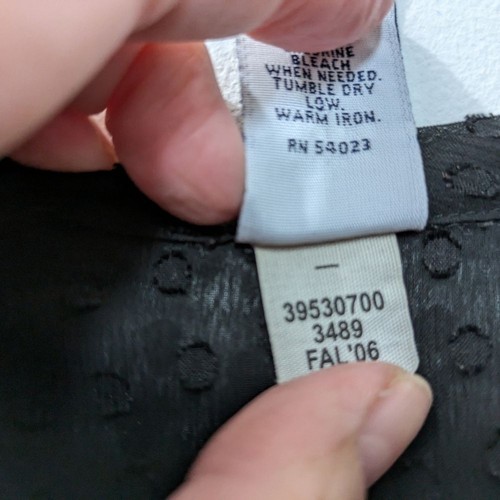 BLEACH
WHEN NEEDED.
TUMBLE DRY
LOW.
WARM IRON.
RN 54023
—
39530700
3489
FAL'06